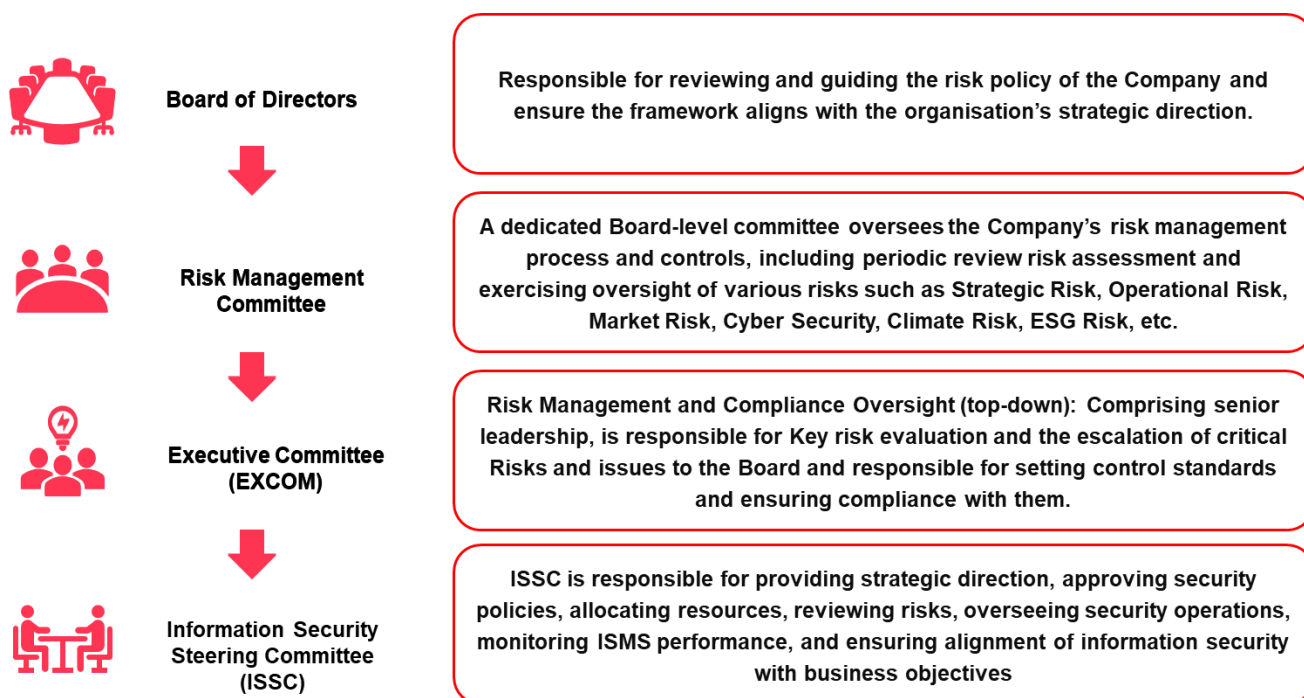 Board of Directors
Responsible for reviewing and guiding the risk policy of the Company and
ensure the framework aligns with the organisation’s strategic direction.
Risk Management
Committee
A dedicated Board-level committee oversees the Company’s risk management
process and controls, including periodic review risk assessment and
exercising oversight of various risks such as Strategic Risk, Operational Risk,
Market Risk, Cyber Security, Climate Risk, ESG Risk, etc.
Executive Committee
(EXCOM)
Risk Management and Compliance Oversight (top-down): Comprising senior
leadership, is responsible for Key risk evaluation and the escalation of critical
Risks and issues to the Board and responsible for setting control standards
and ensuring compliance with them.
Information Security
Steering Committee
(ISSC)
ISSC is responsible for providing strategic direction, approving security
policies, allocating resources, reviewing risks, overseeing security operations,
monitoring ISMS performance, and ensuring alignment of information security
with business objectives